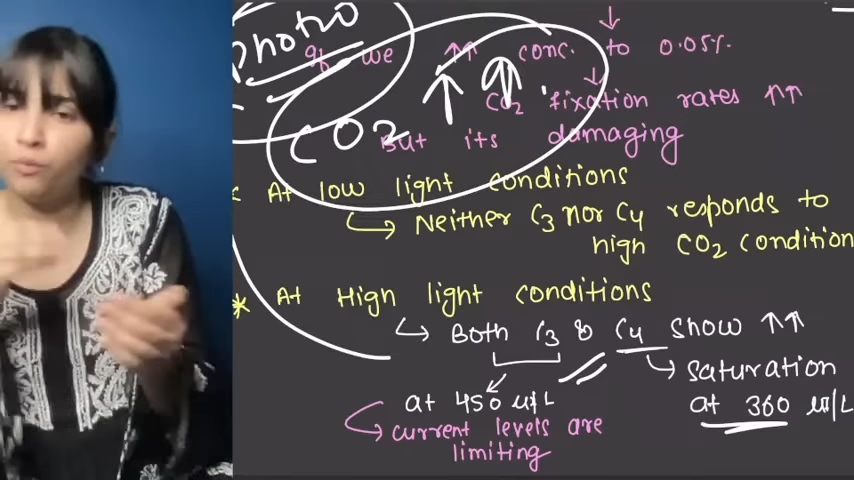 photo
If we ↑↑ conc. to 0.05%
↓
CO2 ↑ ↑ CO2 fixation rates ↑↑
But its damaging
* At low light conditions
↳ Neither C3 nor C4 responds to
high CO2 condition
* At High light conditions
↳ Both C3 & C4 show ↑↑
↳ saturation
at 450 ul/L
at 360 ul/L
↳ current levels are
limiting